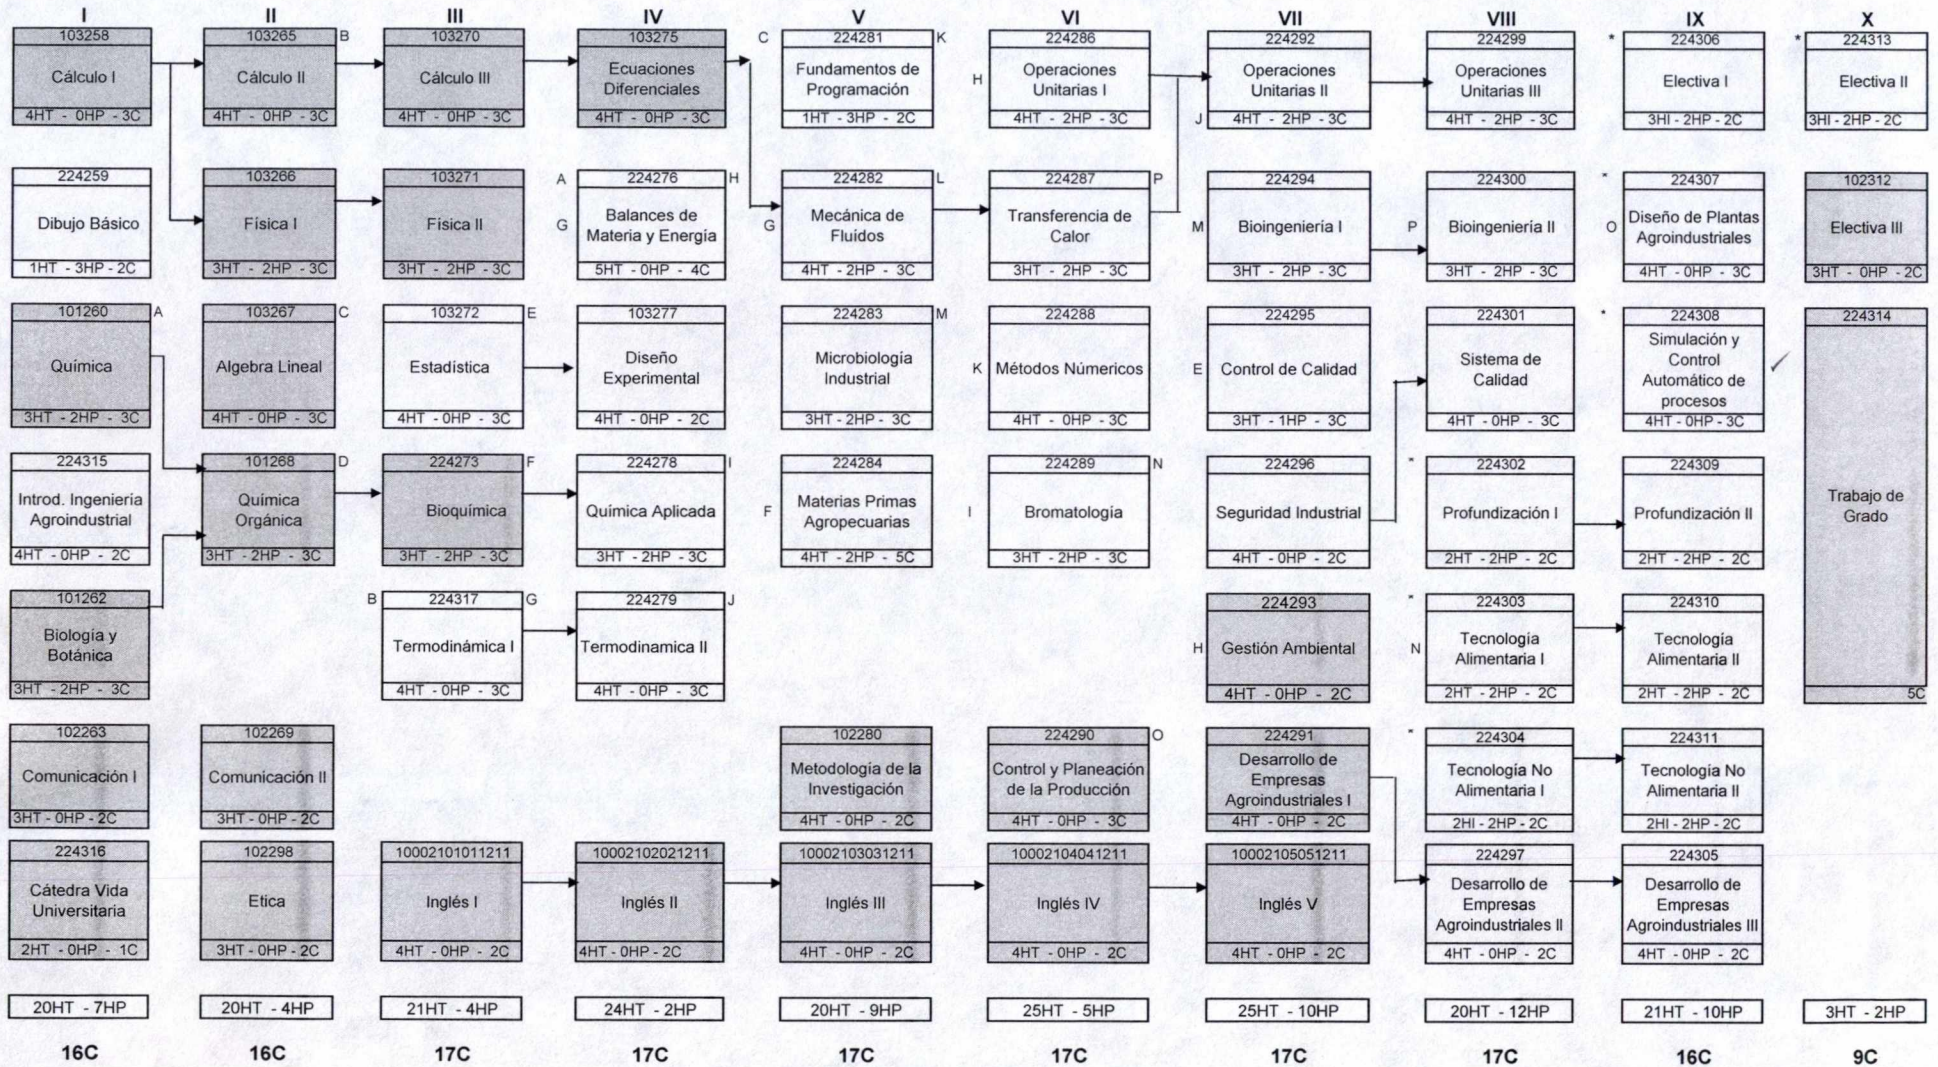 I
103258
Cálculo I
4HT - 0HP - 3C
224259
Dibujo Básico
1HT - 3HP - 2C
101260 A
Química
3HT - 2HP - 3C
224315
Introd. Ingenieria
Agroindustrial
4HT - 0HP - 2C
101262
Biología y
Botánica
3HT - 2HP - 3C
102263
Comunicación I
3HT - 0HP - 2C
224316
Cátedra Vida
Universitaria
2HT - 0HP - 1C
20HT - 7HP
16C
II
103265 B
Cálculo II
4HT - 0HP - 3C
103266
Física I
3HT - 2HP - 3C
103267 C
Algebra Lineal
4HT - 0HP - 3C
101268 D
Química
Orgánica
3HT - 2HP - 3C
102269
Comunicación II
3HT - 0HP - 2C
102298
Etica
3HT - 0HP - 2C
20HT - 4HP
16C
III
103270
Cálculo III
4HT - 0HP - 3C
103271
Física II
3HT - 2HP - 3C
103272 E
Estadística
4HT - 0HP - 3C
224273 F
Bioquímica
3HT - 2HP - 3C
B 224317 G
Termodinámica I
4HT - 0HP - 3C
10002101011211
Inglés I
4HT - 0HP - 2C
21HT - 4HP
17C
IV
103275
Ecuaciones
Diferenciales
4HT - 0HP - 3C
A 224276 H
Balances de
G Materia y Energía
5HT - 0HP - 4C
103277
Diseño
Experimental
4HT - 0HP - 2C
224278 I
Química Aplicada
3HT - 2HP - 3C
224279 J
Termodinamica II
4HT - 0HP - 3C
10002102021211
Inglés II
4HT - 0HP - 2C
24HT - 2HP
17C
V
C 224281 K
Fundamentos de
Programación
1HT - 3HP - 2C
224282 L
Mecánica de
G Fluidos
4HT - 2HP - 3C
224283 M
Microbiología
Industrial
3HT - 2HP - 3C
224284
Materias Primas
F Agropecuarias
4HT - 2HP - 5C
102280
Metodología de la
Investigación
4HT - 0HP - 2C
10002103031211
Inglés III
4HT - 0HP - 2C
20HT - 9HP
17C
VI
224286
H Operaciones
Unitarias I
4HT - 2HP - 3C
224287 P
Transferencia de
Calor
3HT - 2HP - 3C
224288
K Métodos Númericos
4HT - 0HP - 3C
224289 N
I Bromatología
3HT - 2HP - 3C
224290 O
Control y Planeación
de la Producción
4HT - 0HP - 3C
10002104041211
Inglés IV
4HT - 0HP - 2C
25HT - 5HP
17C
VII
224292
Operaciones
Unitarias II
J 4HT - 2HP - 3C
224294
M Bioingeniería I
3HT - 2HP - 3C
224295
E Control de Calidad
3HT - 1HP - 3C
224296
Seguridad Industrial
4HT - 0HP - 2C
224293
H Gestión Ambiental
4HT - 0HP - 2C
224291
Desarrollo de
Empresas
Agroindustriales I
4HT - 0HP - 2C
10002105051211
Inglés V
4HT - 0HP - 2C
25HT - 10HP
17C
VIII
224299
Operaciones
Unitarias III
4HT - 2HP - 3C
224300
P Bioingeniería II
3HT - 2HP - 3C
224301
Sistema de
Calidad
4HT - 0HP - 3C
* 224302
Profundización I
2HT - 2HP - 2C
* 224303
Tecnología
N Alimentaria I
2HT - 2HP - 2C
* 224304
Tecnología No
Alimentaria I
2HI - 2HP - 2C
224297
Desarrollo de
Empresas
Agroindustriales II
4HT - 0HP - 2C
20HT - 12HP
17C
IX
* 224306
Electiva I
3HI - 2HP - 2C
* 224307
O Diseño de Plantas
Agroindustriales
4HT - 0HP - 3C
* 224308
Simulación y
Control
Automático de
procesos
4HT - 0HP - 3C
224309
Profundización II
2HT - 2HP - 2C
224310
Tecnología
Alimentaria II
2HT - 2HP - 2C
224311
Tecnología No
Alimentaria II
2HI - 2HP - 2C
224305
Desarrollo de
Empresas
Agroindustriales III
4HT - 0HP - 2C
21HT - 10HP
16C
X
* 224313
Electiva II
3HI - 2HP - 2C
102312
Electiva III
3HT - 0HP - 2C
224314
Trabajo de
Grado
5C
3HT - 2HP
9C